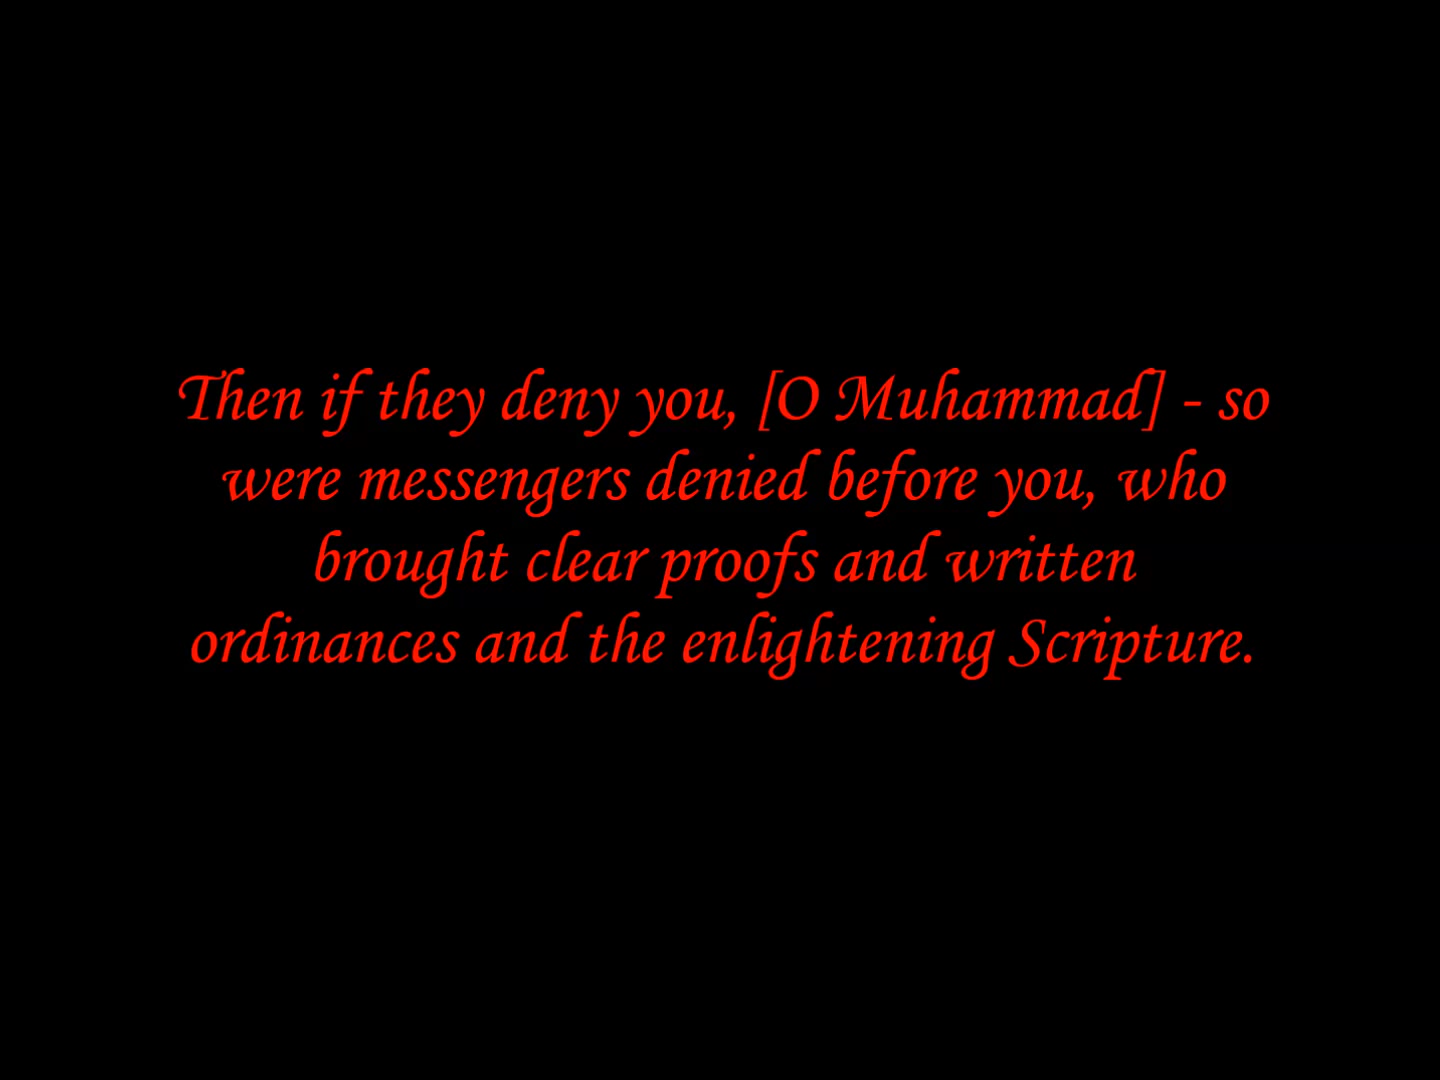 Then if they deny you, [O Muhammad] - so
were messengers denied before you, who
brought clear proofs and written
ordinances and the enlightening Scripture.